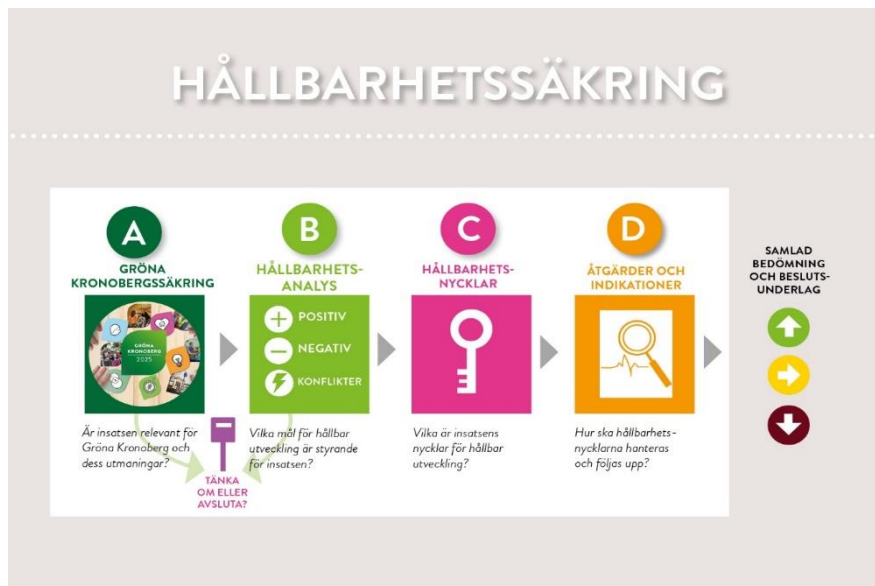 HÅLLBARHETSSÄKRING
A
GRÖNA
KRONOBERGSSÄKRING
GRÖNA
KRONOBERG
2025
Är insatsen relevant för
Gröna Kronoberg och
dess utmaningar?
B
HÅLLBARHETS-
ANALYS
POSITIV
NEGATIV
KONFLIKTER
Vilka mål för hållbar
utveckling är styrande
för insatsen?
TÄNKA
OM ELLER
AVSLUTA?
C
HÅLLBARHETS-
NYCKLAR
Vilka är insatsens
nycklar för hållbar
utveckling?
D
ÅTGÄRDER OCH
INDIKATIONER
Hur ska hållbarhets-
nycklarna hanteras
och följas upp?
SAMLAD
BEDÖMNING
OCH BESLUTS-
UNDERLAG